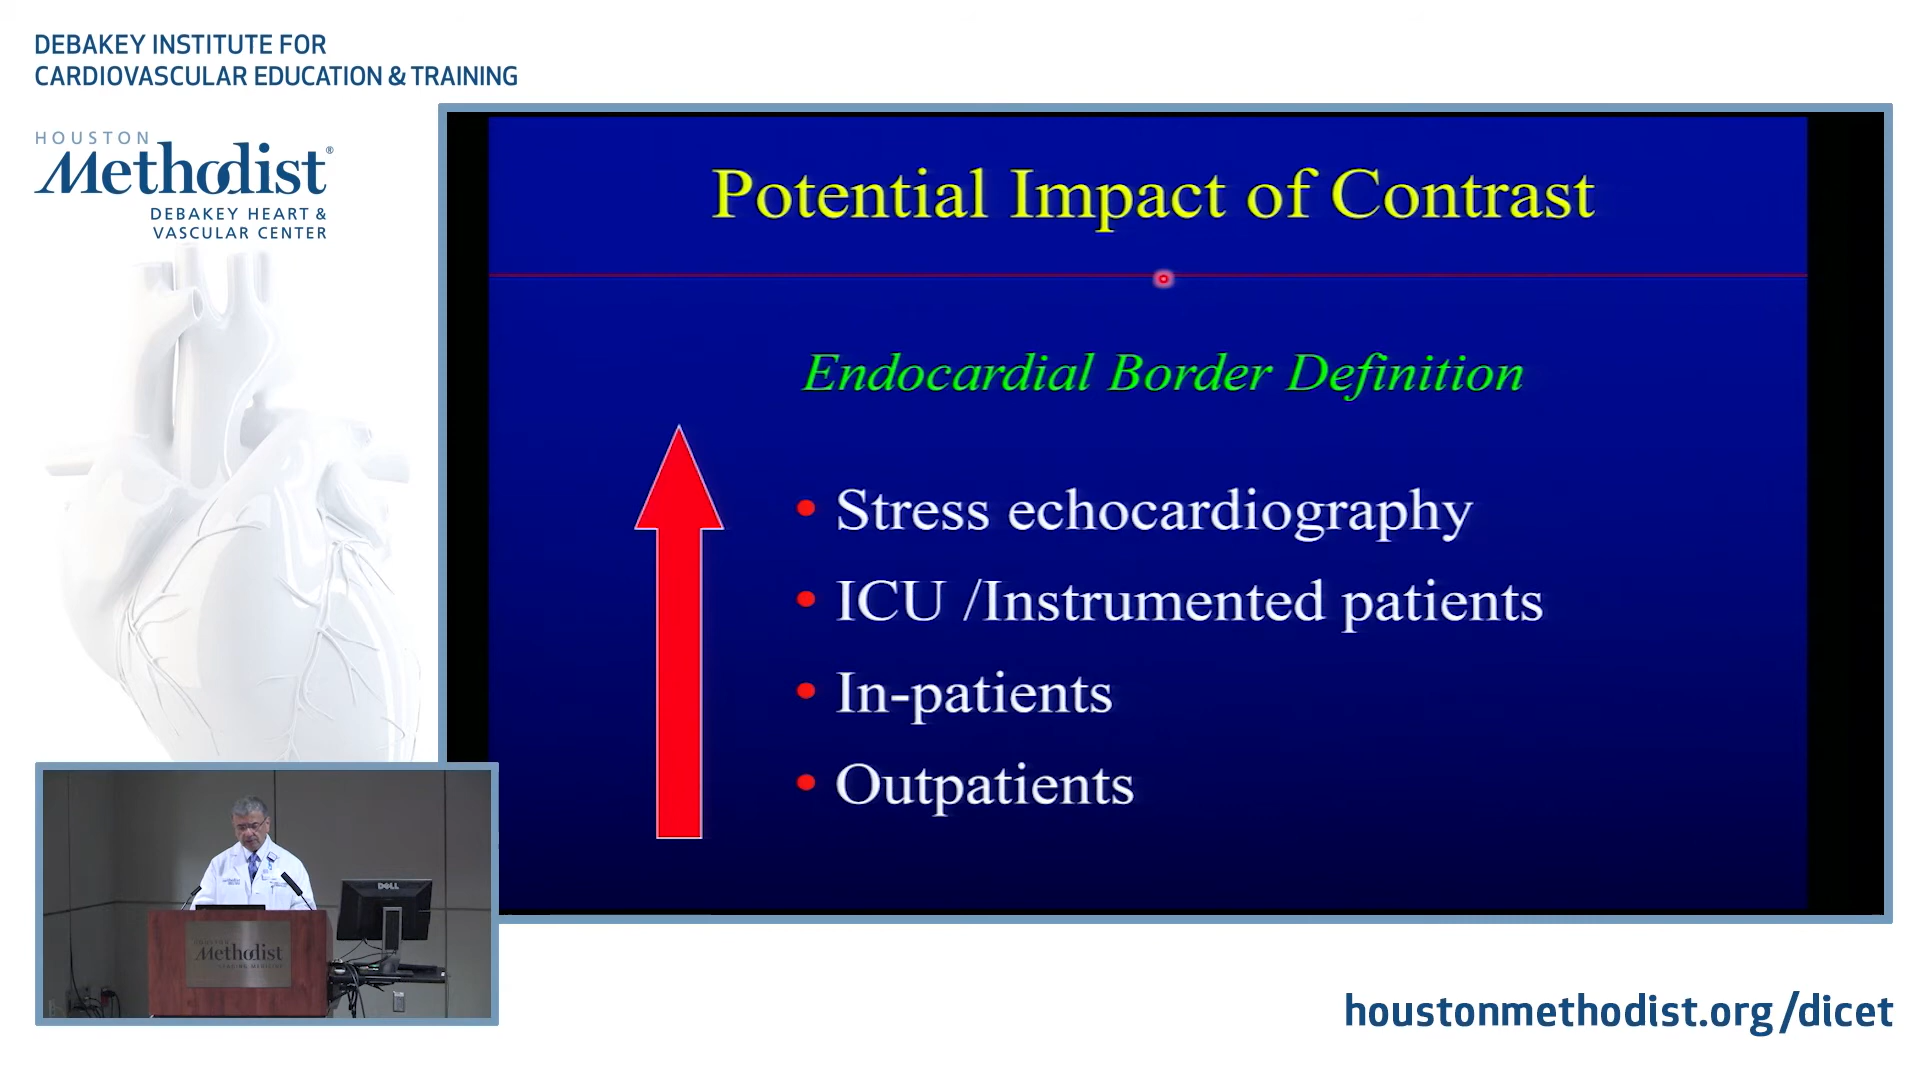 DEBAKEY INSTITUTE FOR
CARDIOVASCULAR EDUCATION & TRAINING
HOUSTON
Methodist®
DEBAKEY HEART &
VASCULAR CENTER
Potential Impact of Contrast
Endocardial Border Definition
• Stress echocardiography
• ICU /Instrumented patients
• In-patients
• Outpatients
DELL
Methodist
houstonmethodist.org/dicet